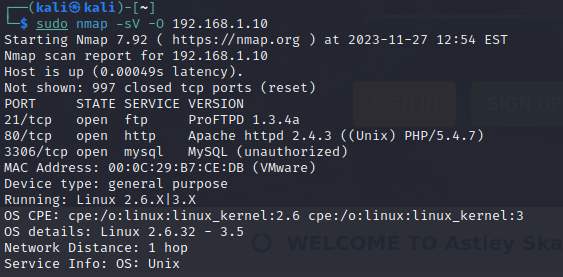 ┌──(kali㉿kali)-[~]
└─$ sudo nmap -sV -O 192.168.1.10
Starting Nmap 7.92 ( https://nmap.org ) at 2023-11-27 12:54 EST
Nmap scan report for 192.168.1.10
Host is up (0.00049s latency).
Not shown: 997 closed tcp ports (reset)
PORT     STATE SERVICE VERSION
21/tcp   open  ftp     ProFTPD 1.3.4a
80/tcp   open  http    Apache httpd 2.4.3 ((Unix) PHP/5.4.7)
3306/tcp open  mysql   MySQL (unauthorized)
MAC Address: 00:0C:29:B7:CE:DB (VMware)
Device type: general purpose
Running: Linux 2.6.X|3.X
OS CPE: cpe:/o:linux:linux_kernel:2.6 cpe:/o:linux:linux_kernel:3
OS details: Linux 2.6.32 - 3.5
Network Distance: 1 hop
Service Info: OS: Unix
SIGN IN
SIGN UP
WELCOME TO Astley Ska